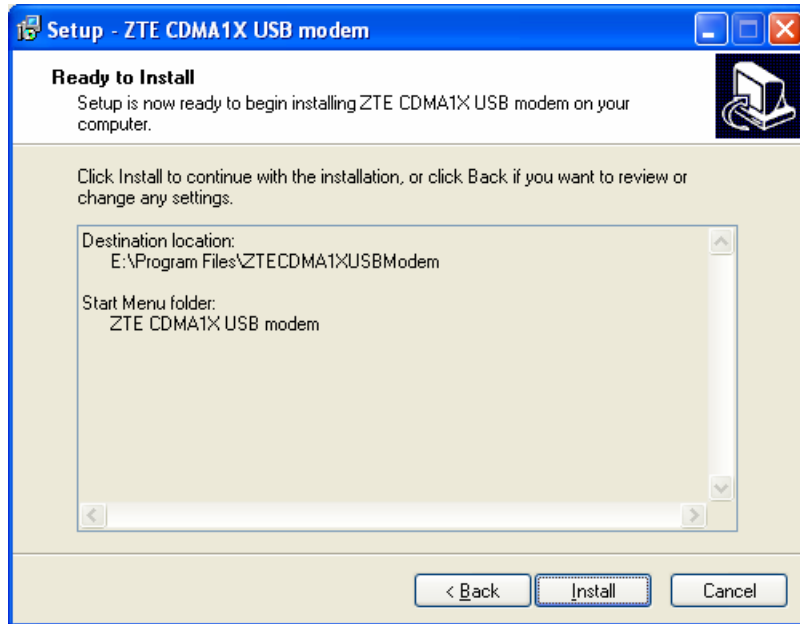 Setup - ZTE CDMA1X USB modem
Ready to Install
Setup is now ready to begin installing ZTE CDMA1X USB modem on your
computer.
Click Install to continue with the installation, or click Back if you want to review or
change any settings.
Destination location:
E:\Program Files\ZTECDMA1XUSBModem
Start Menu folder:
ZTE CDMA1X USB modem
< Back
Install
Cancel